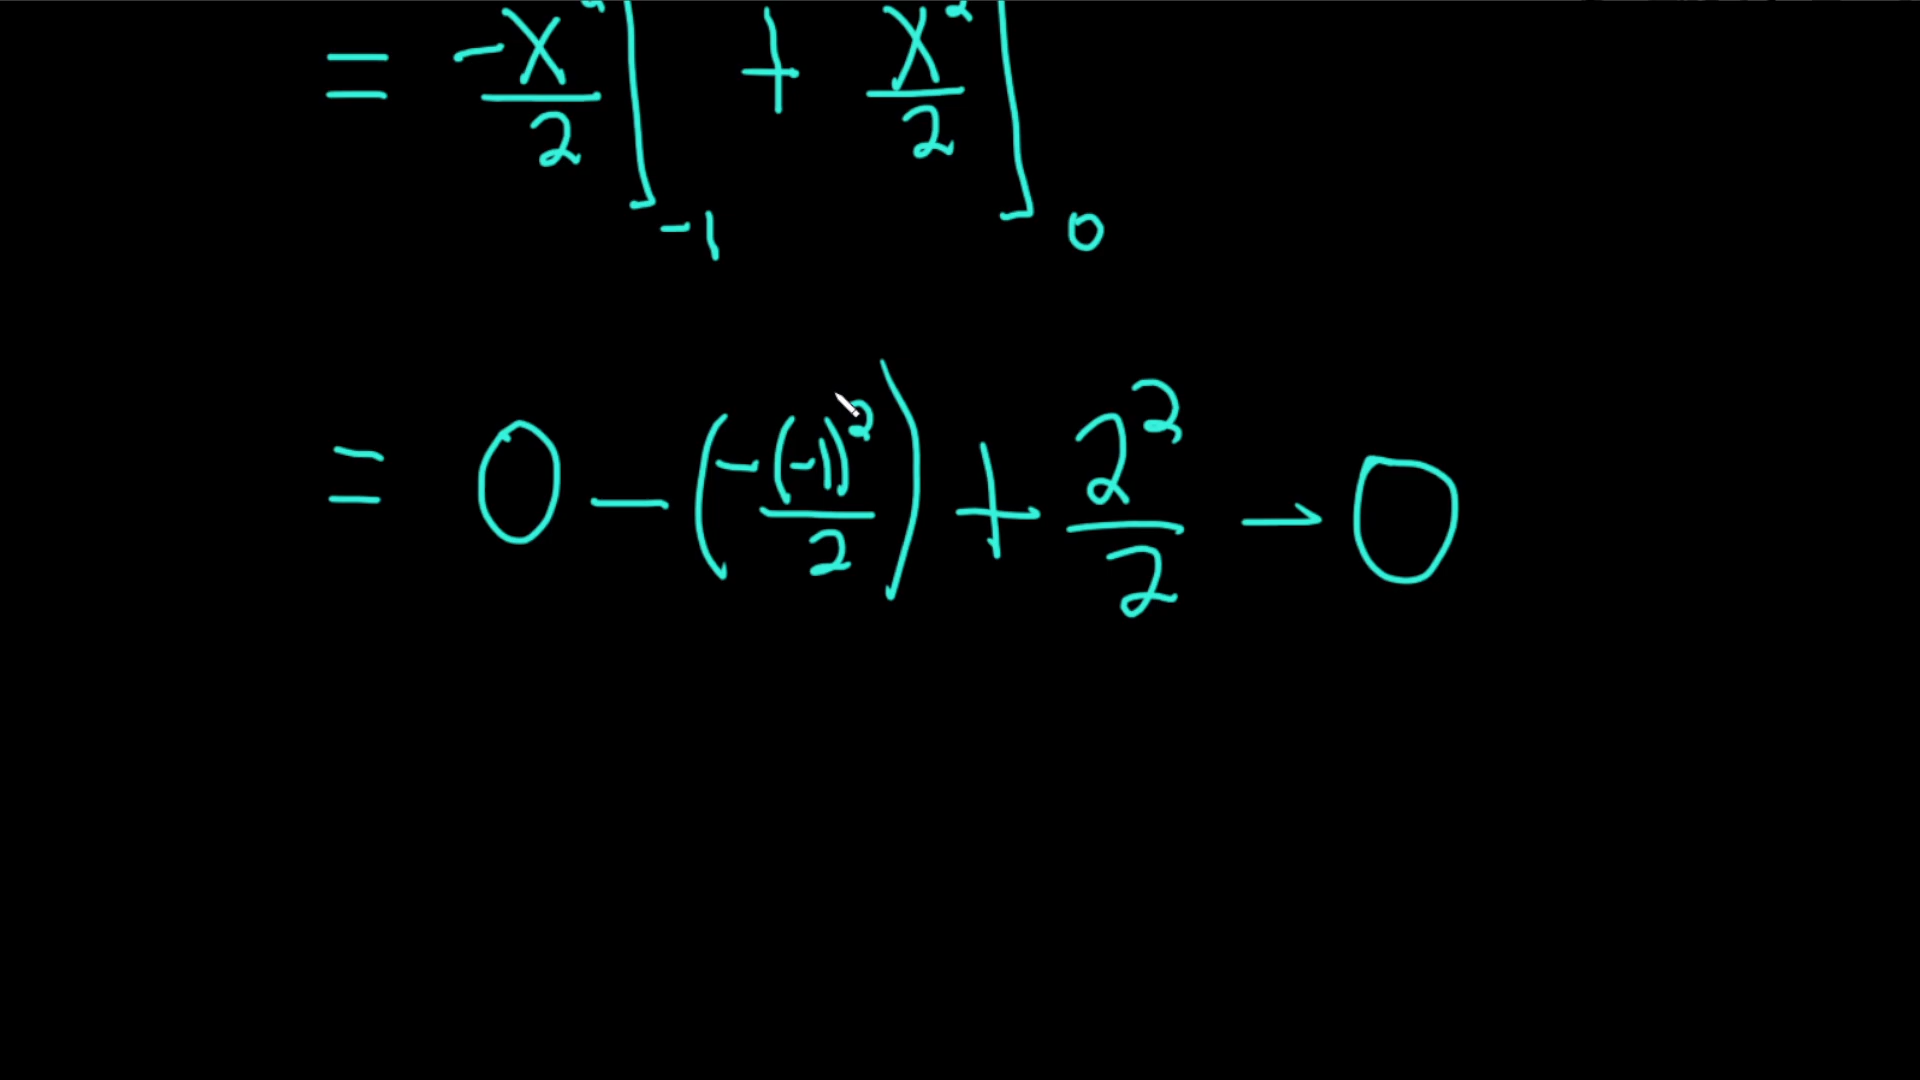 = -x²/2 ]₋₁ + x²/2 ]₀
= 0 - (-(-1)²/2) + 2²/2 - 0